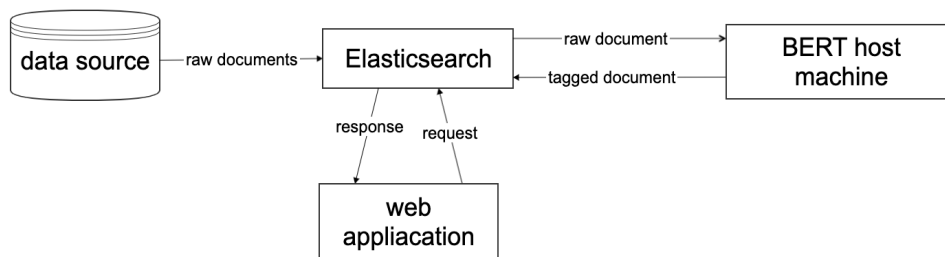 data source
raw documents
Elasticsearch
raw document
tagged document
BERT host
machine
response
request
web
appliacation